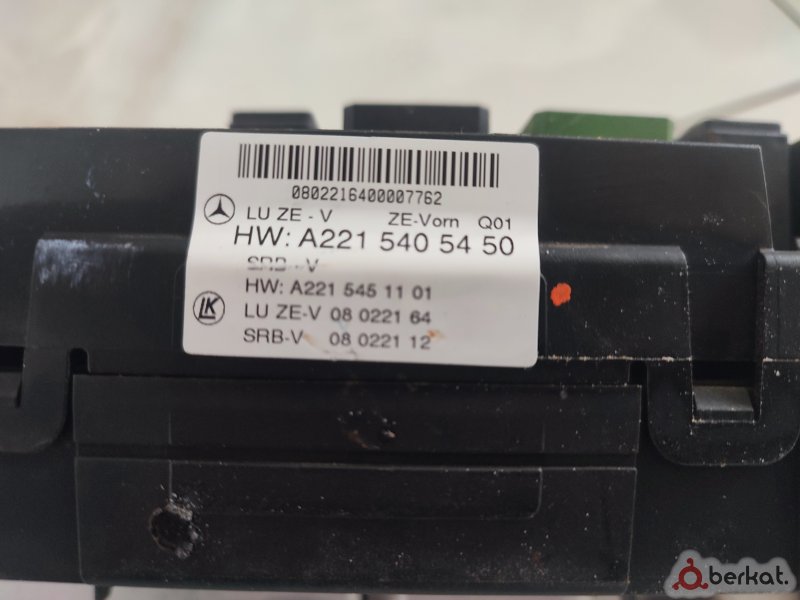 0802216400007762
LU ZE - V ZE-Vorn Q01
HW: A221 540 54 50
SRB - V
HW: A221 545 11 01
LK
LU ZE-V 08 0221 64
SRB-V 08 0221 12
berkat.